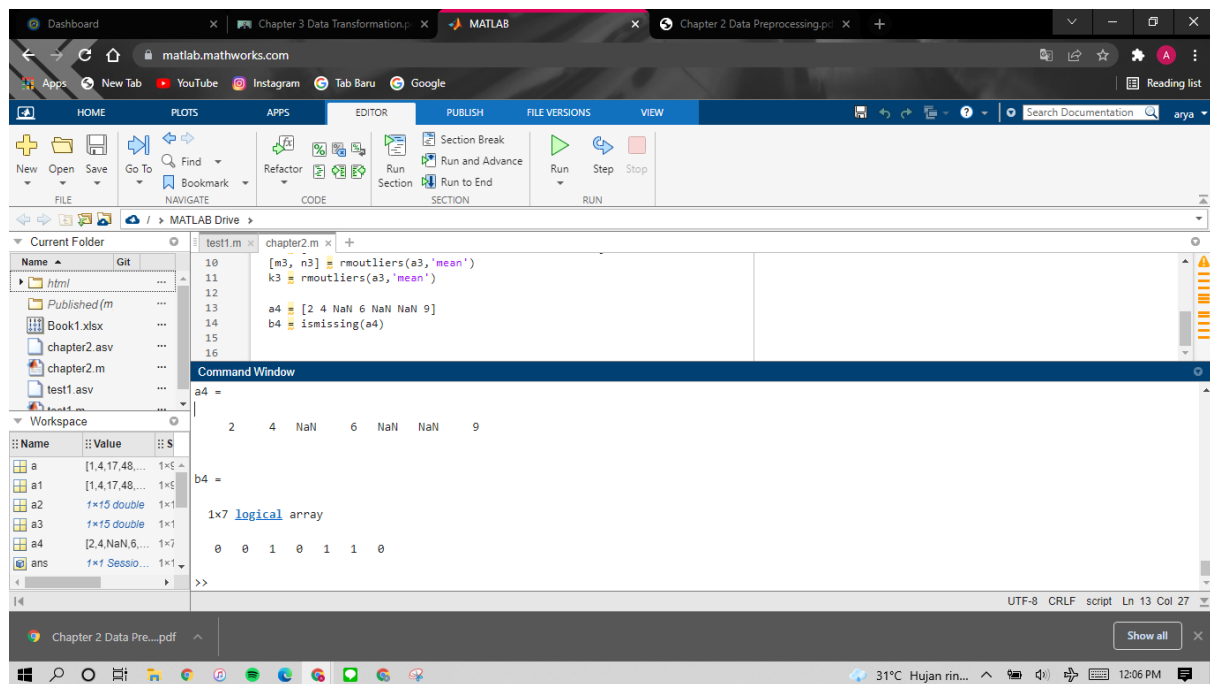 Dashboard
Chapter 3 Data Transformation.p
MATLAB
Chapter 2 Data Preprocessing.pd
matlab.mathworks.com
A
Apps New Tab YouTube Instagram Tab Baru Google Reading list
HOME PLOTS APPS EDITOR PUBLISH FILE VERSIONS VIEW Search Documentation arya
New Open Save Go To Find Bookmark Refactor Run Section Section Break Run and Advance Run to End Run Step Stop
FILE NAVIGATE CODE SECTION RUN
/ > MATLAB Drive >
Current Folder
Name Git
html
Published (m
Book1.xlsx
chapter2.asv
chapter2.m
test1.asv
Workspace
Name Value S
a [1,4,17,48,...
a1 [1,4,17,48,...
a2 1×15 double
a3 1×15 double
a4 [2,4,NaN,6,...
ans 1×1 Sessio...
test1.m × chapter2.m × +
10 [m3, n3] = rmoutliers(a3,'mean')
11 k3 = rmoutliers(a3,'mean')
12
13 a4 = [2 4 NaN 6 NaN NaN 9]
14 b4 = ismissing(a4)
15
16
Command Window
a4 =
2 4 NaN 6 NaN NaN 9
b4 =
1×7 logical array
0 0 1 0 1 1 0
>>
UTF-8 CRLF script Ln 13 Col 27
Chapter 2 Data Pre....pdf Show all
31°C Hujan rin... 12:06 PM